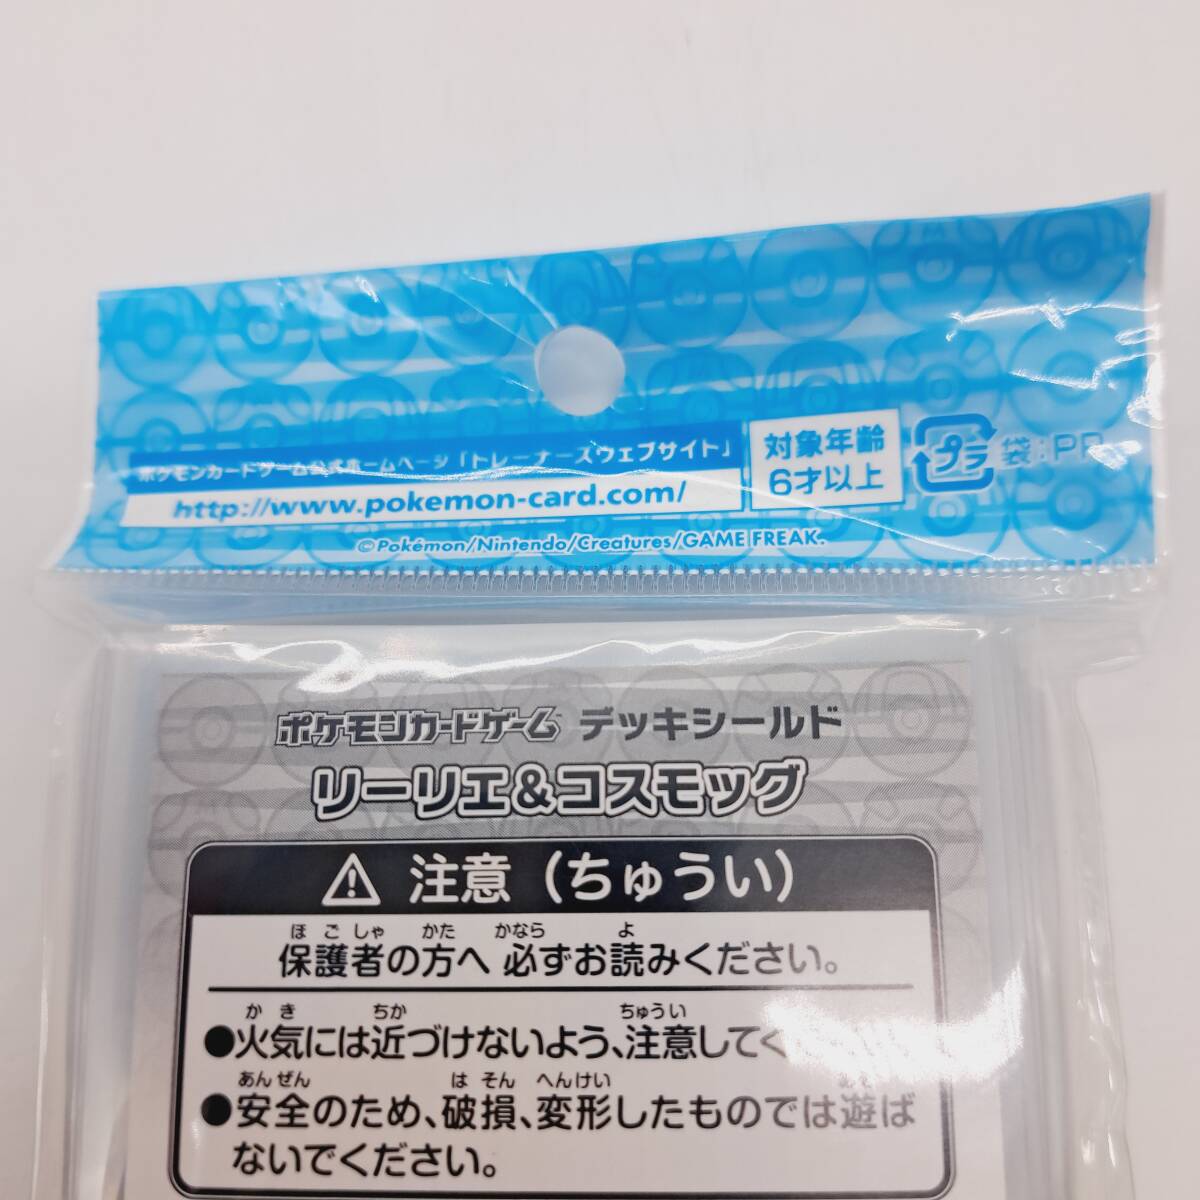 ポケモンカードゲーム公式ホームページ「トレーナーズウェブサイト」
http://www.pokemon-card.com/
対象年齢
6才以上
プラ
袋:PP
©Pokémon/Nintendo/Creatures/GAME FREAK.
ポケモンカードゲーム デッキシールド
リーリエ&コスモッグ
⚠ 注意(ちゅうい)
ほごしゃ かた かなら よ
保護者の方へ 必ずお読みください。
かき ちか ちゅうい
●火気には近づけないよう、注意してく
あんぜん はそん へんけい
●安全のため、破損、変形したものでは遊ば
ないでください。